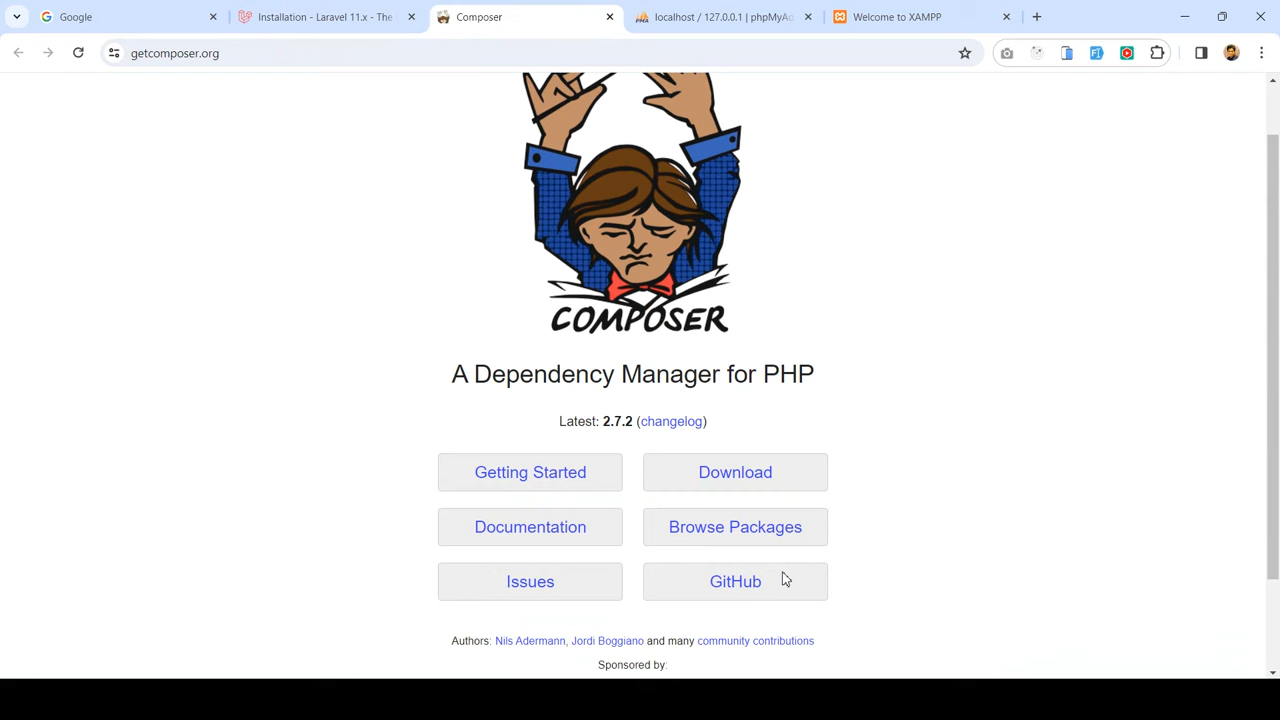 Google
Installation - Laravel 11.x - The
Composer
localhost / 127.0.0.1 | phpMyAd
Welcome to XAMPP
getcomposer.org
COMPOSER
A Dependency Manager for PHP
Latest: 2.7.2 (changelog)
Getting Started
Download
Documentation
Browse Packages
Issues
GitHub
Authors: Nils Adermann, Jordi Boggiano and many community contributions
Sponsored by: